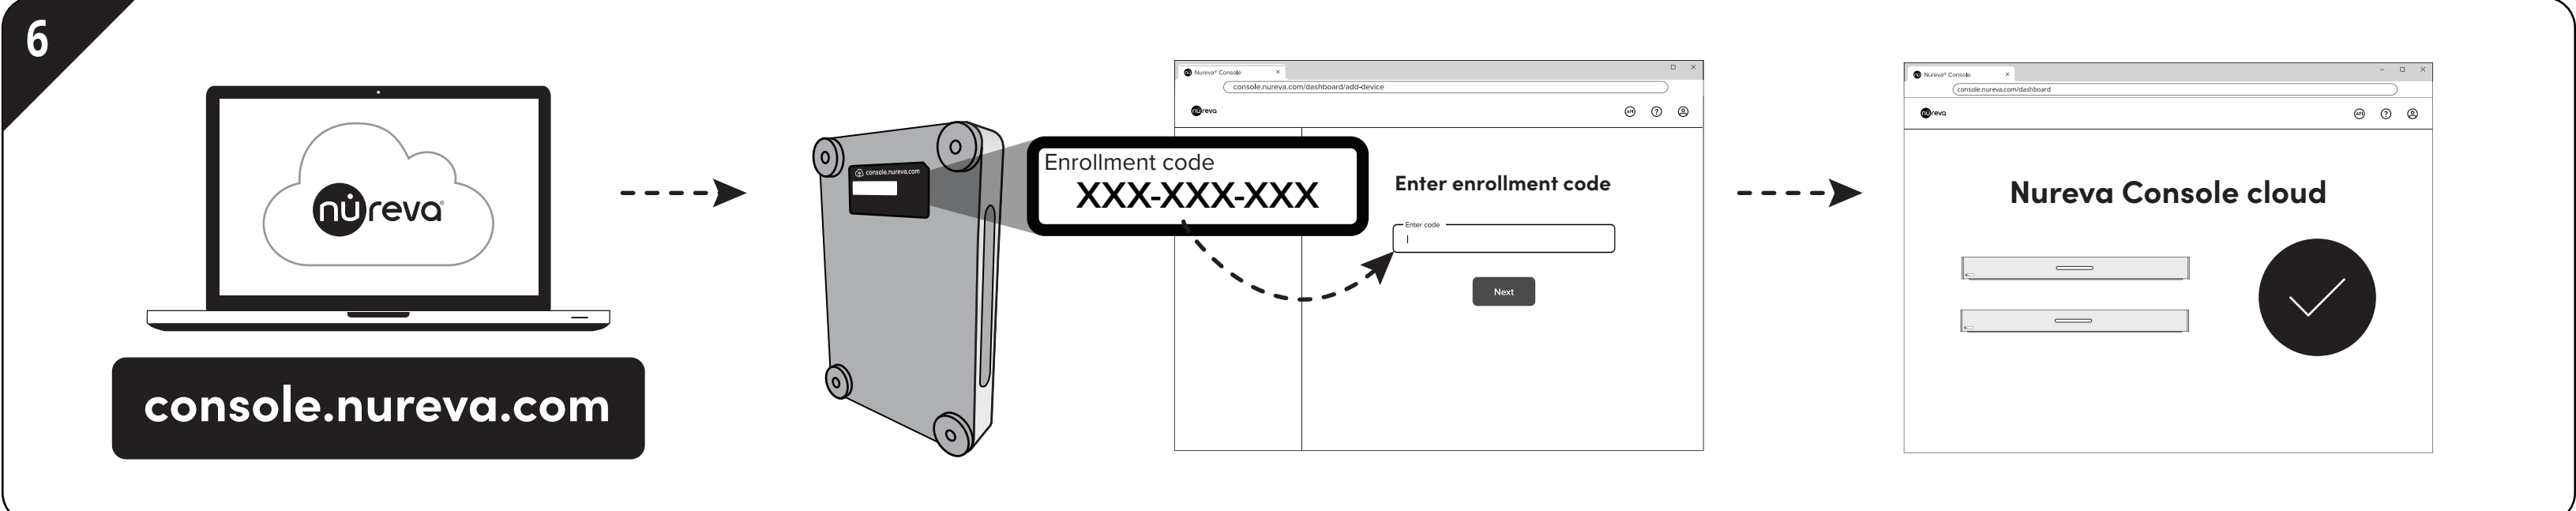 6
nureva®
console.nureva.com
console.nureva.com
Enrollment code
XXX-XXX-XXX
Nureva® Console
console.nureva.com/dashboard/add-device
nureva
API
?
Enter enrollment code
Enter code
Next
Nureva® Console
console.nureva.com/dashboard
nureva
API
?
Nureva Console cloud